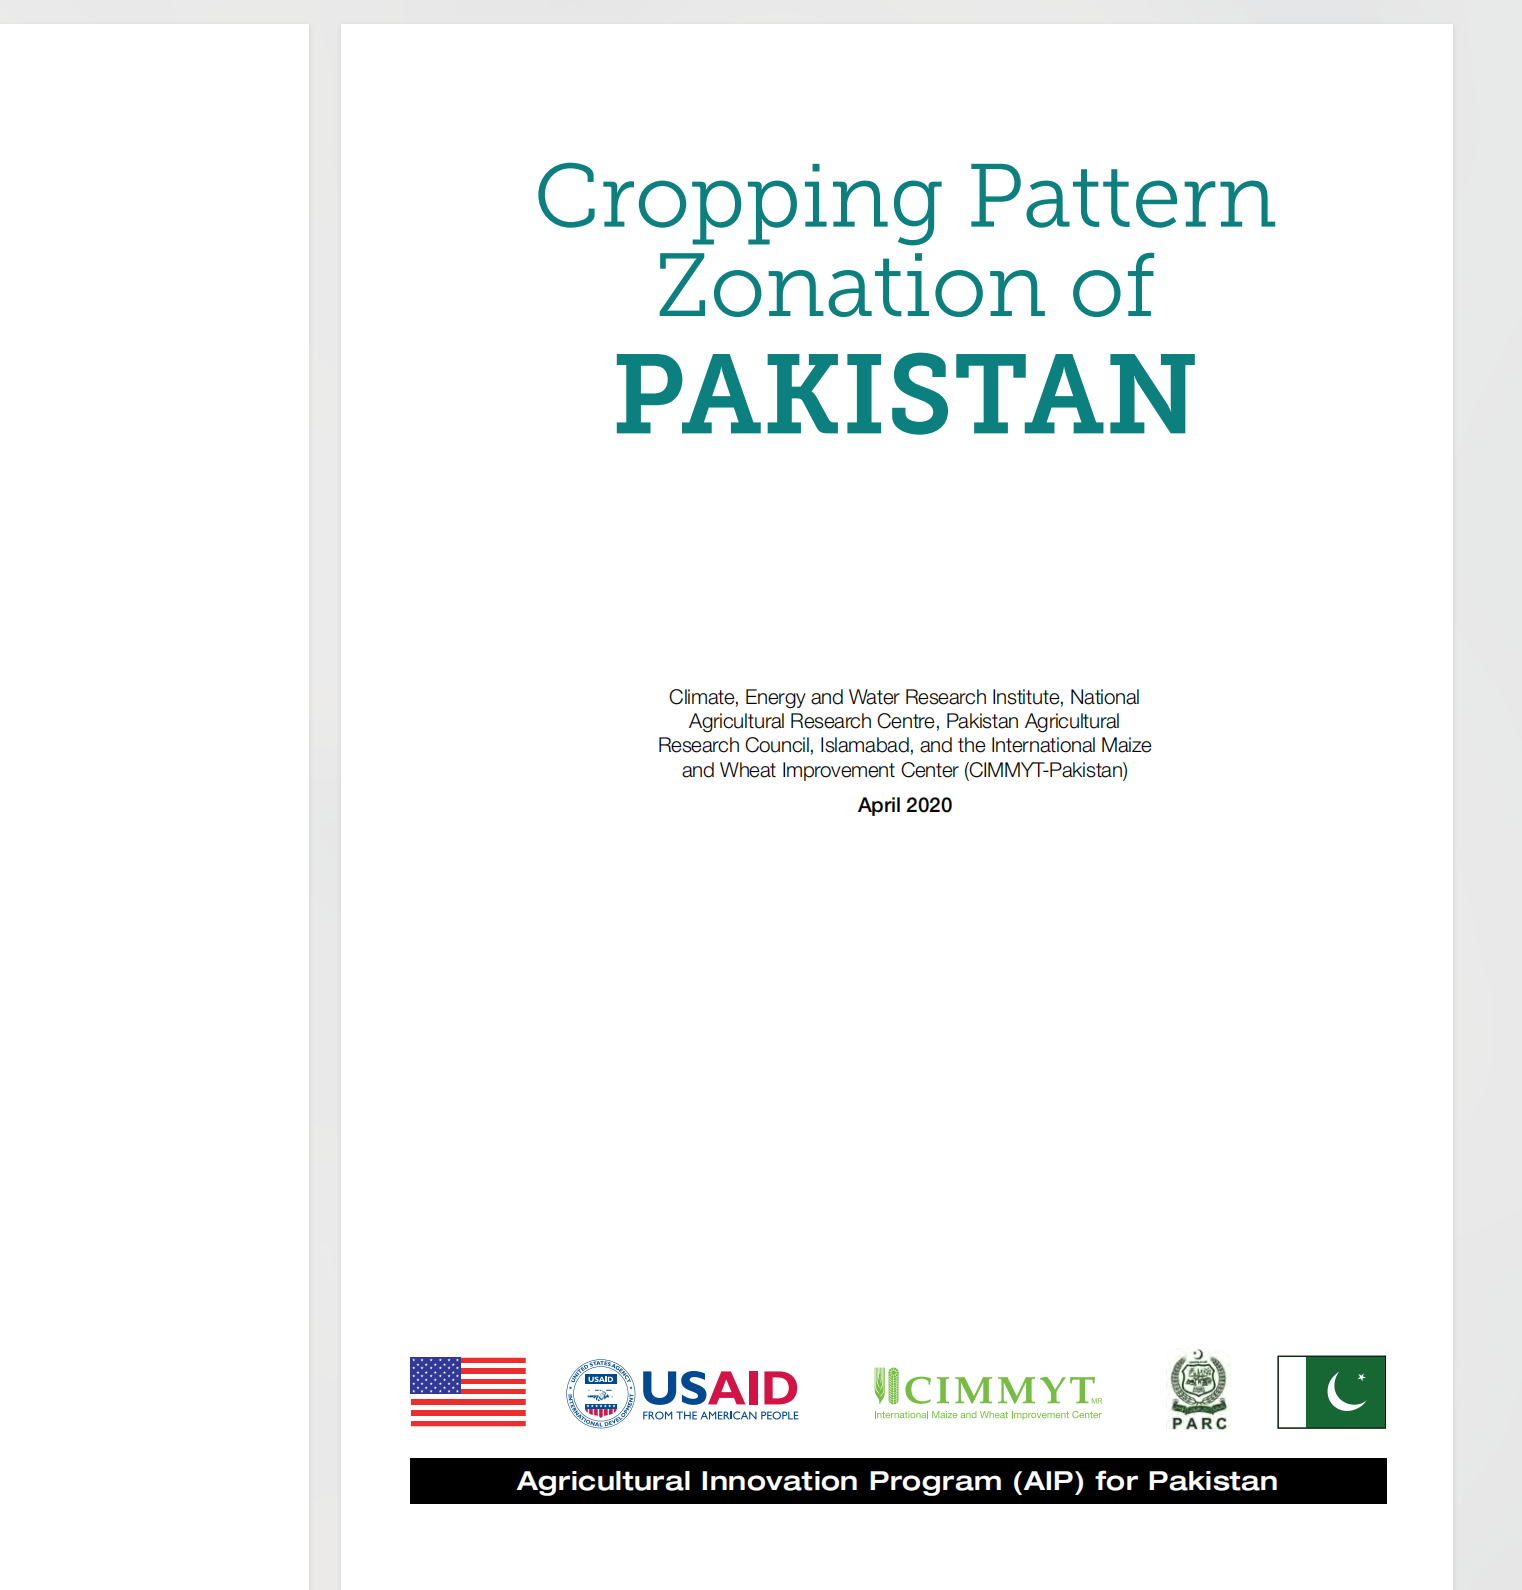 Cropping Pattern
Zonation of
PAKISTAN
Climate, Energy and Water Research Institute, National
Agricultural Research Centre, Pakistan Agricultural
Research Council, Islamabad, and the International Maize
and Wheat Improvement Center (CIMMYT-Pakistan)
April 2020
UNITED STATES AGENCY
USAID
INTERNATIONAL DEVELOPMENT
USAID
FROM THE AMERICAN PEOPLE
CIMMYT MR
International Maize and Wheat Improvement Center
PARC
Agricultural Innovation Program (AIP) for Pakistan